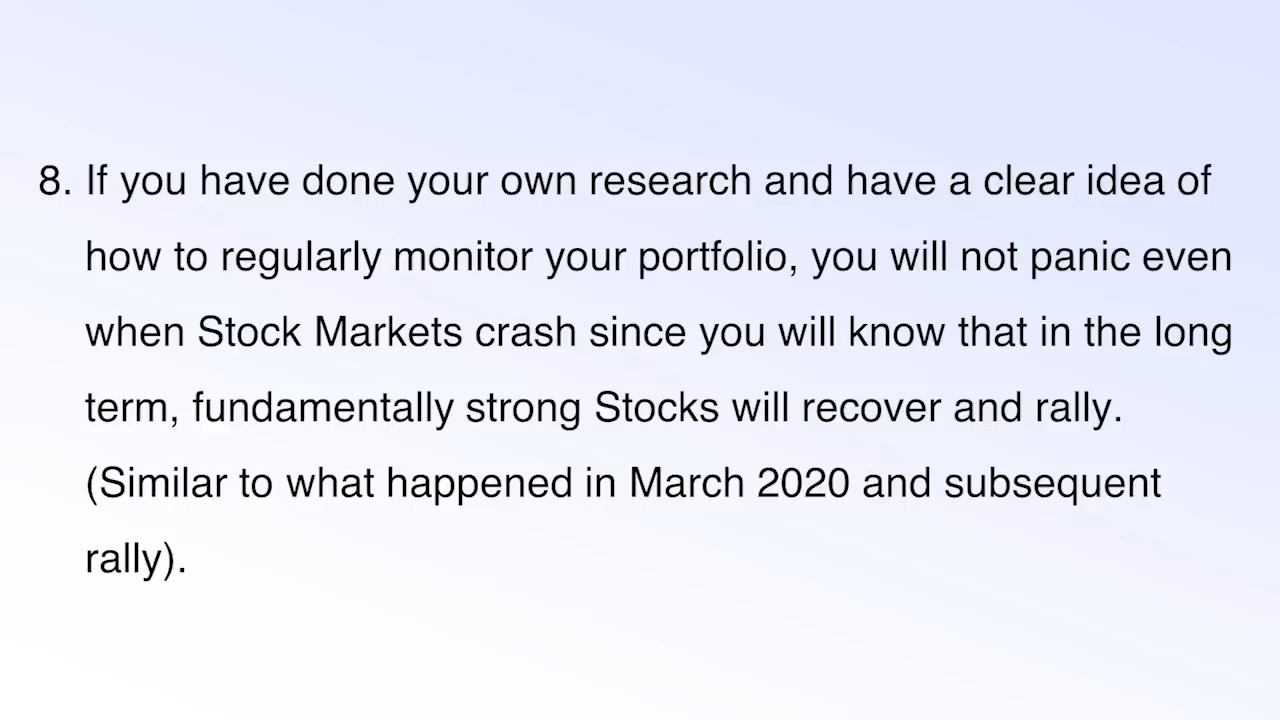 8. If you have done your own research and have a clear idea of
how to regularly monitor your portfolio, you will not panic even
when Stock Markets crash since you will know that in the long
term, fundamentally strong Stocks will recover and rally.
(Similar to what happened in March 2020 and subsequent
rally).